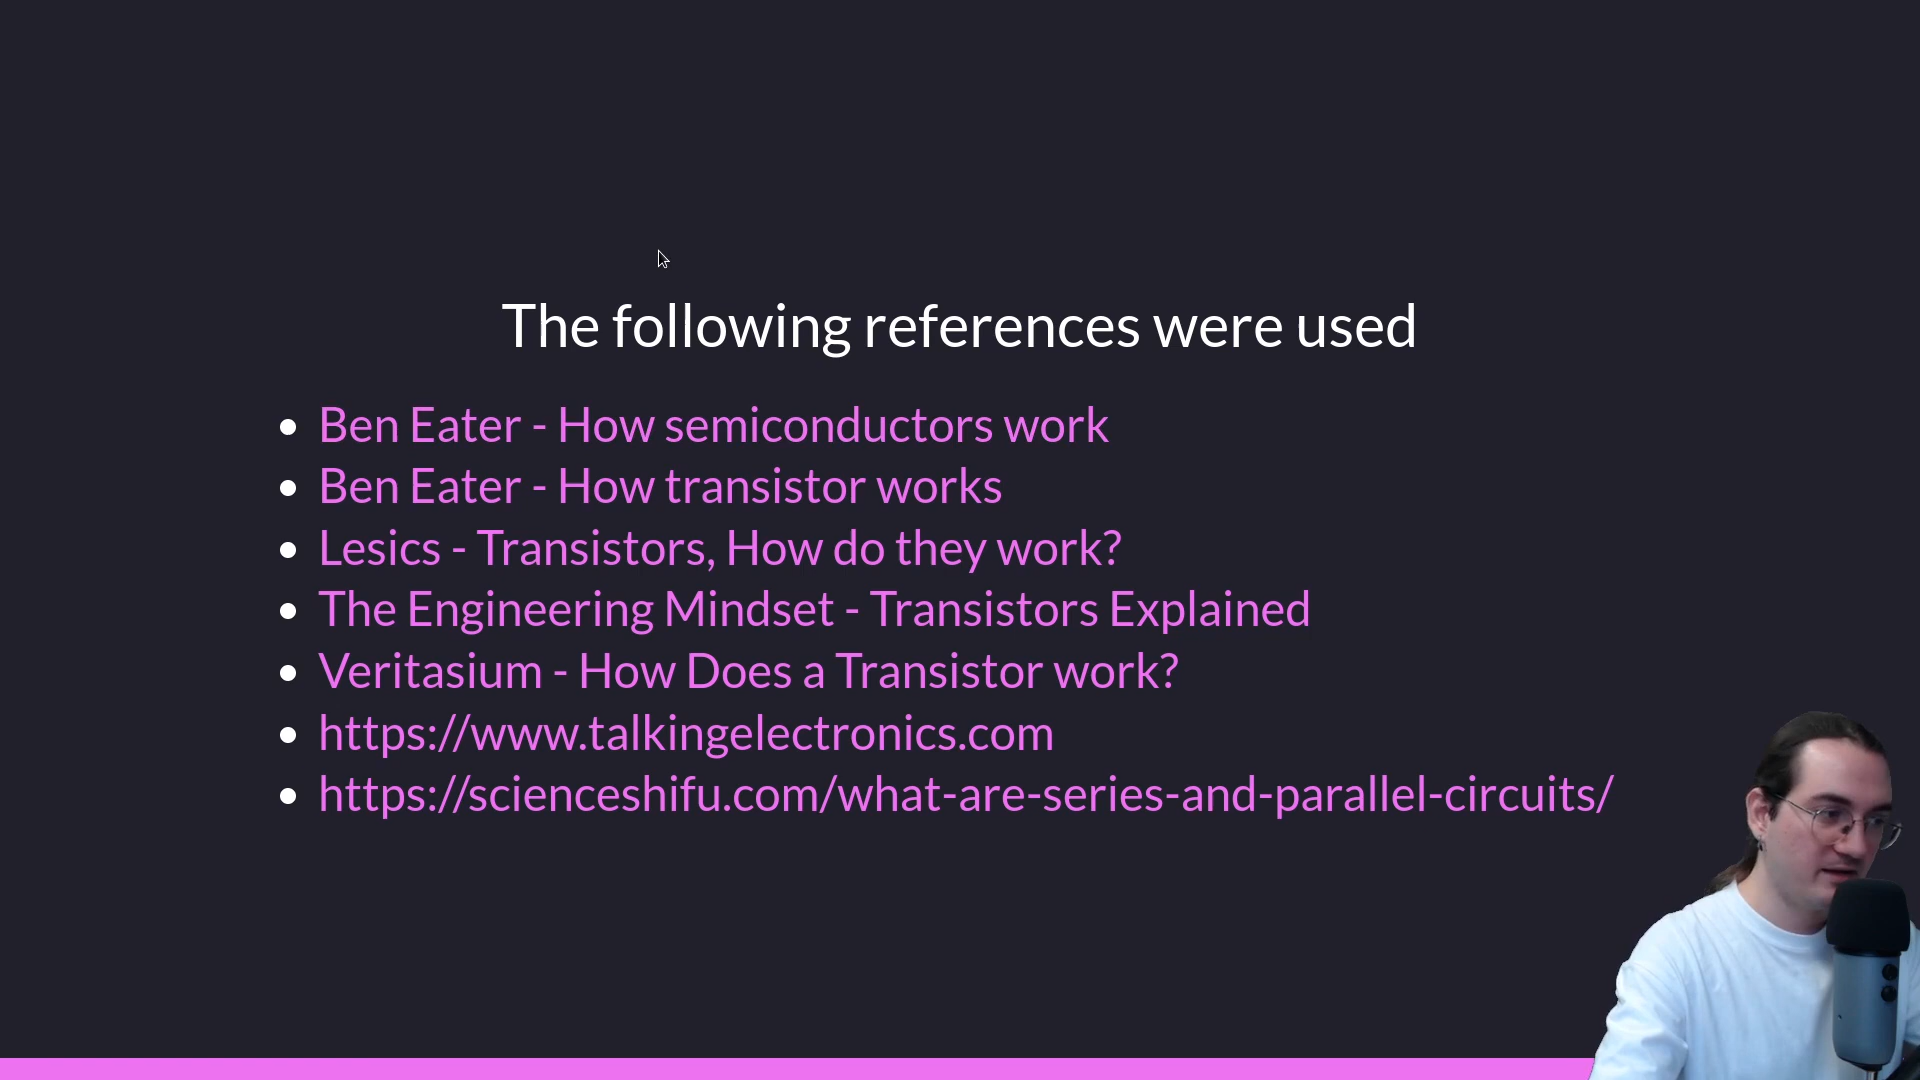 The following references were used
Ben Eater - How semiconductors work
Ben Eater - How transistor works
Lesics - Transistors, How do they work?
The Engineering Mindset - Transistors Explained
Veritasium - How Does a Transistor work?
https://www.talkingelectronics.com
https://scienceshifu.com/what-are-series-and-parallel-circuits/